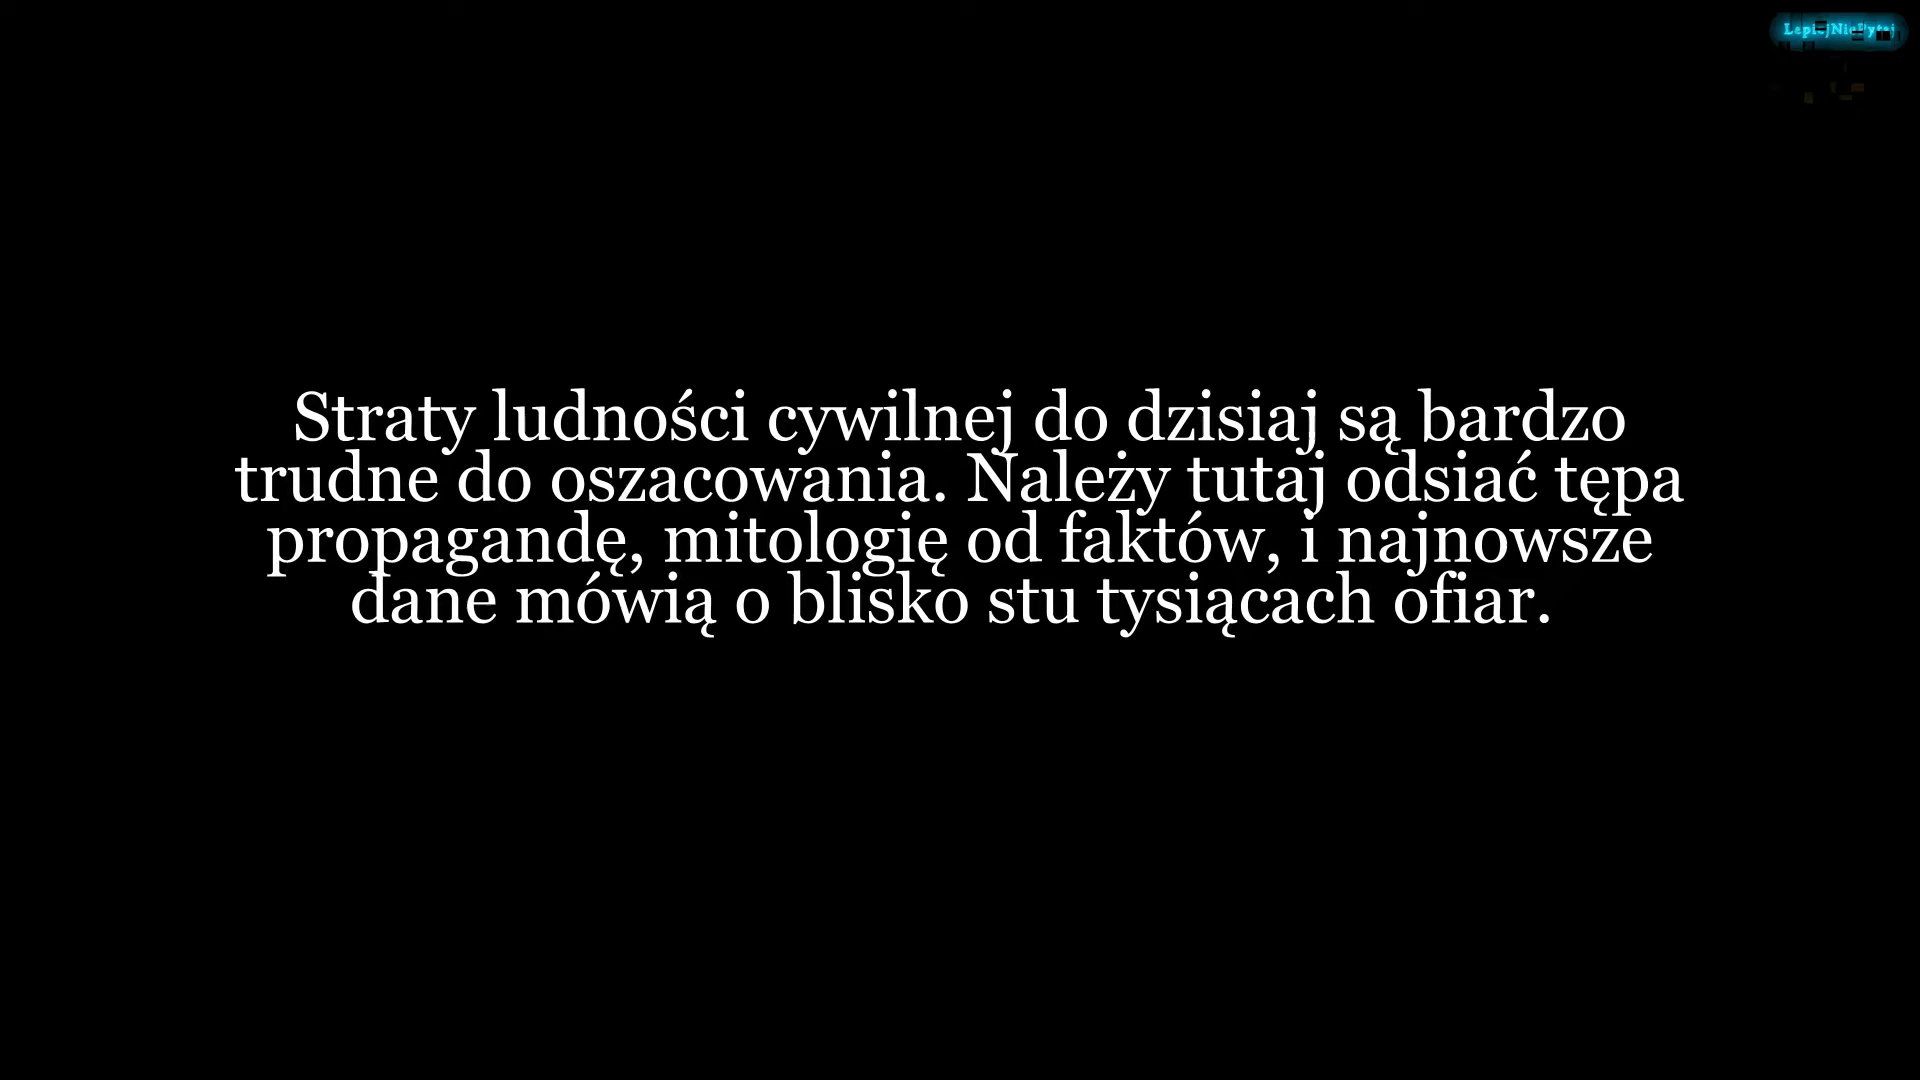 LepiejNiePytaj
Straty ludności cywilnej do dzisiaj są bardzo
trudne do oszacowania. Należy tutaj odsiać tępa
propagandę, mitologię od faktów, i najnowsze
dane mówią o blisko stu tysiącach ofiar.